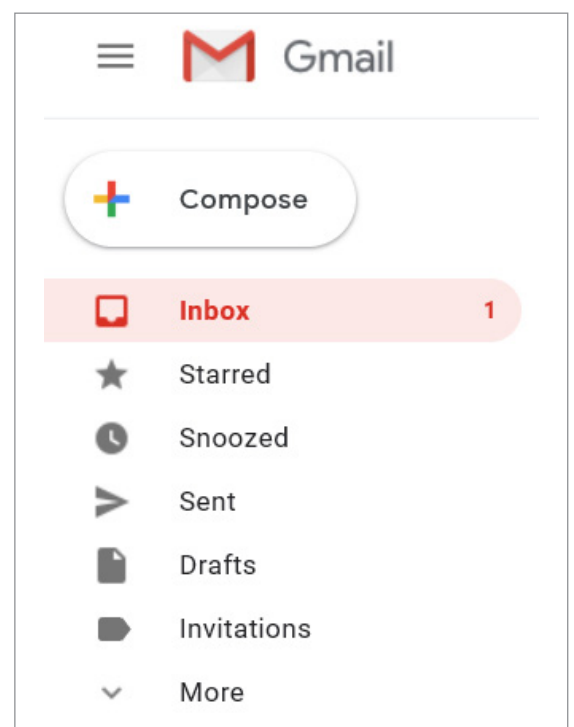 Gmail
Compose
Inbox 1
Starred
Snoozed
Sent
Drafts
Invitations
More